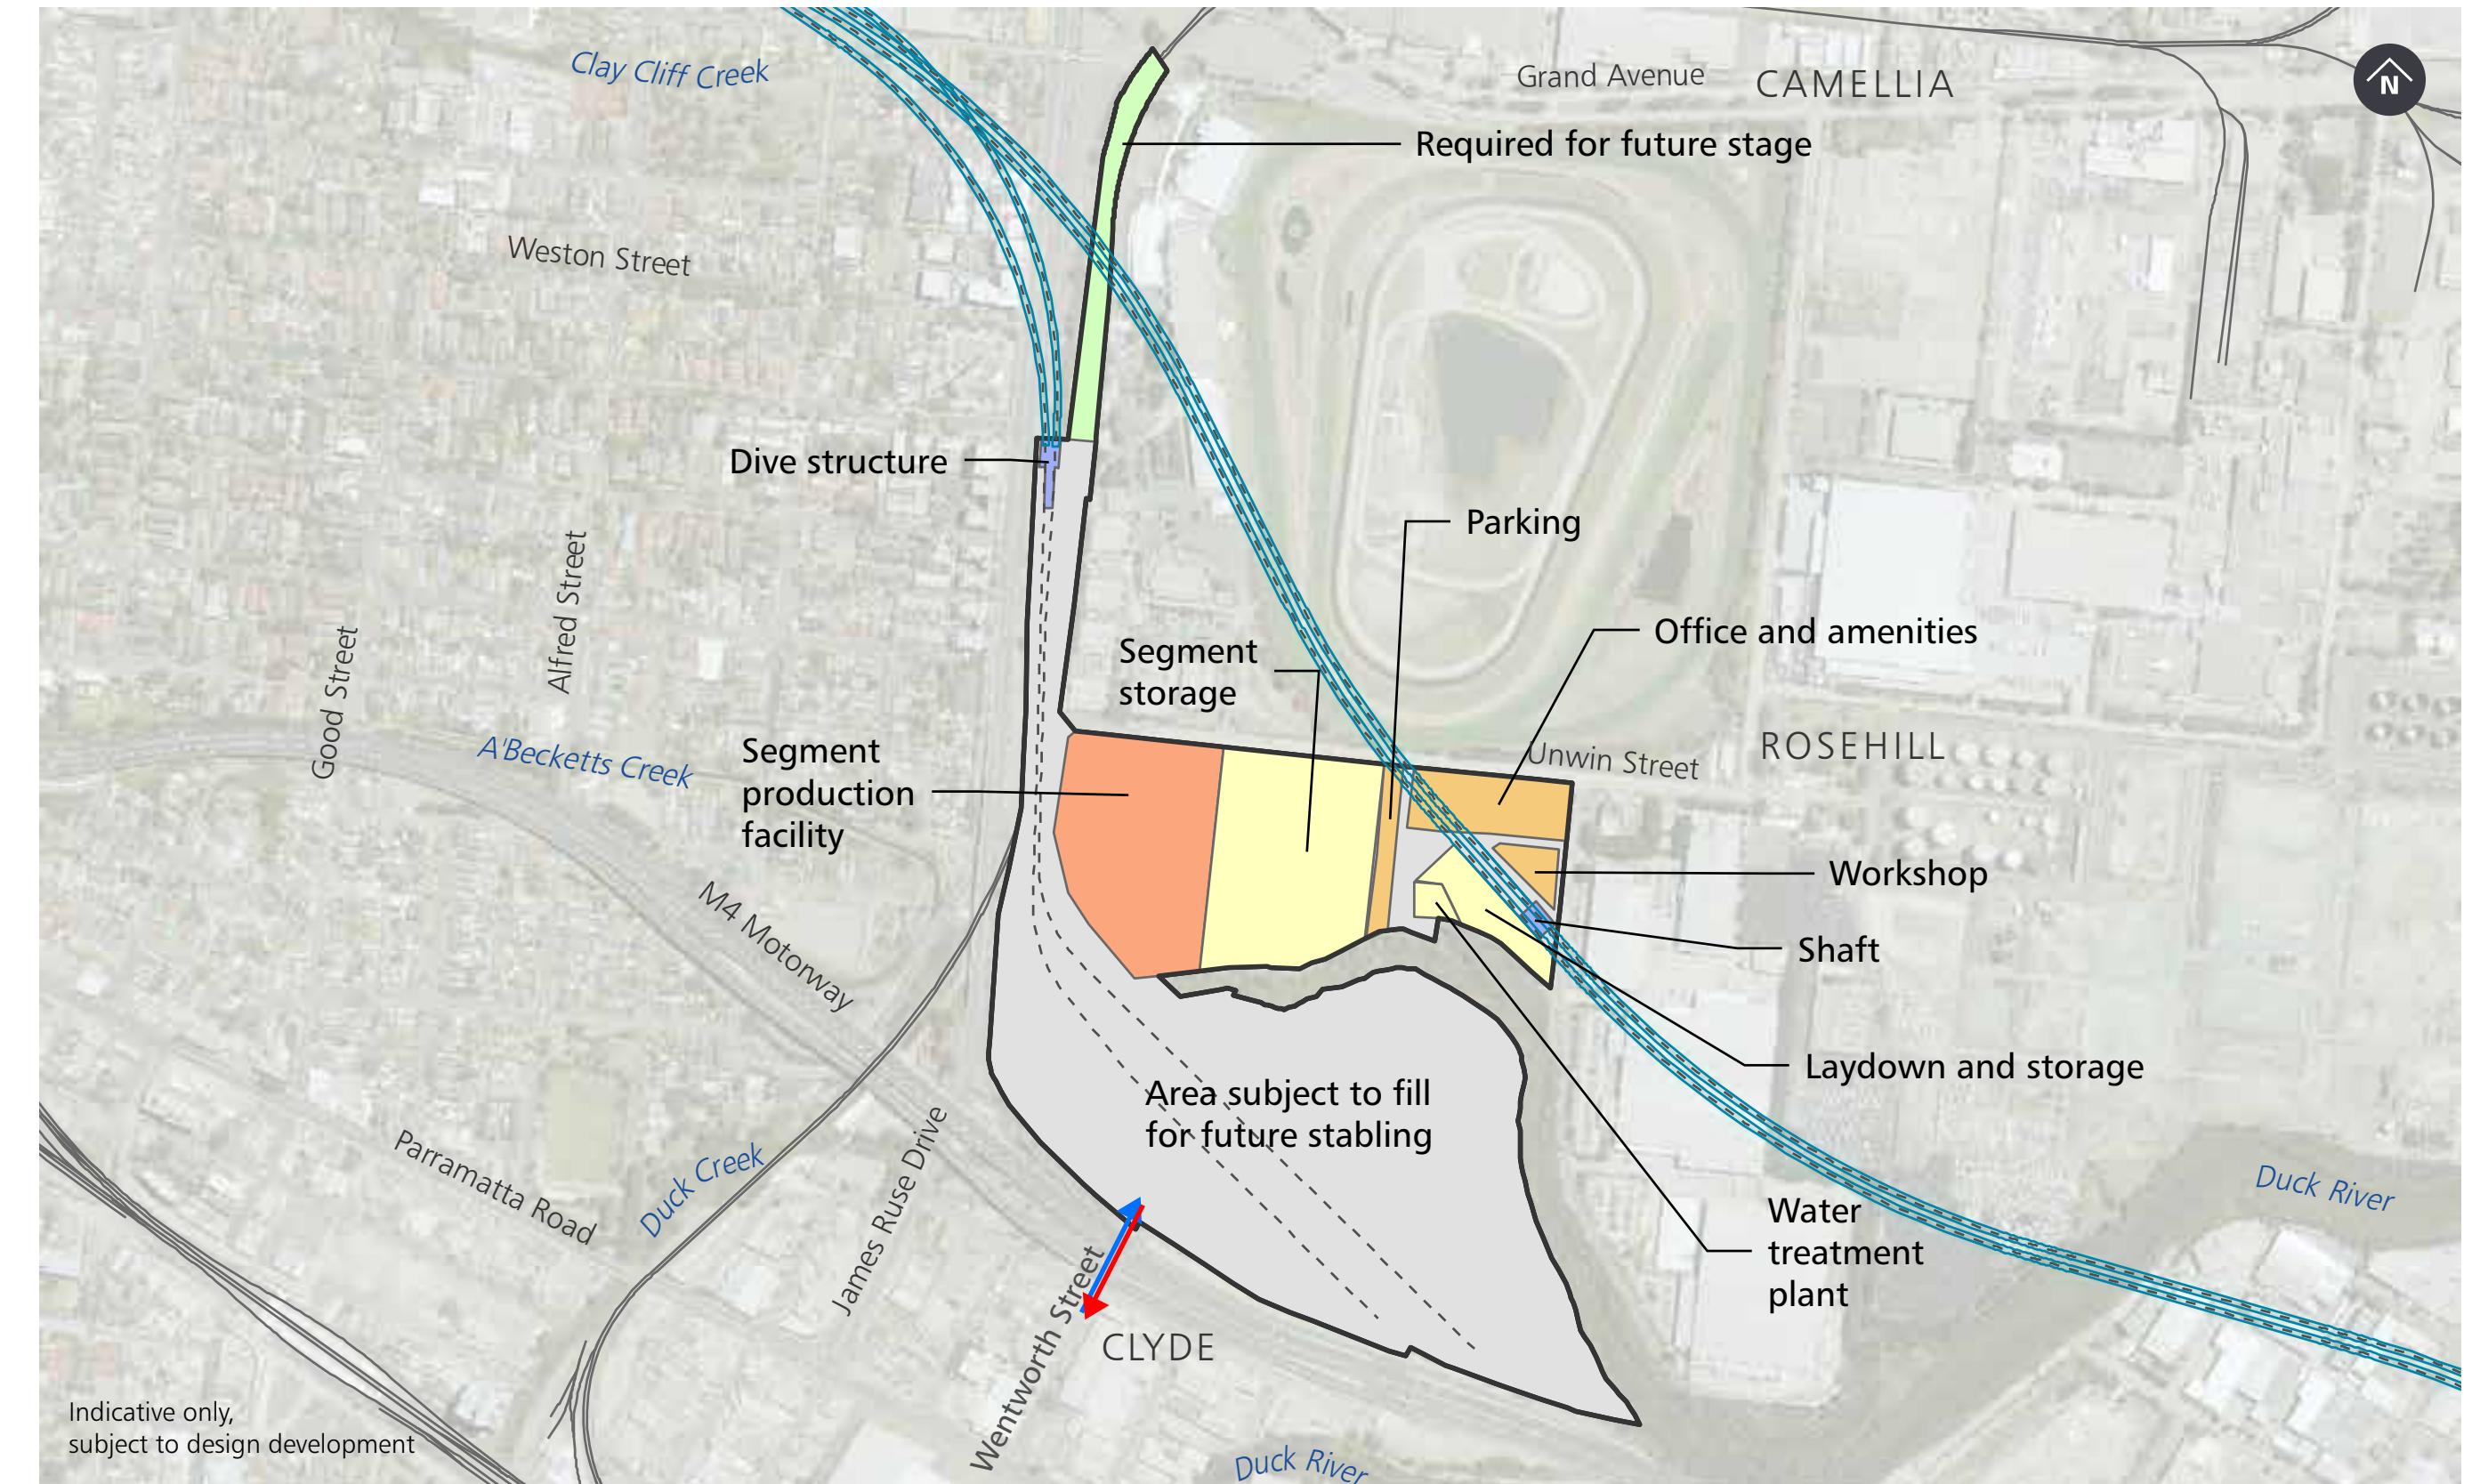 Clay Cliff Creek
Grand Avenue
CAMELLIA
N
Required for future stage
Weston Street
Dive structure
Parking
Alfred Street
Good Street
Office and amenities
Segment
storage
A'Becketts Creek
Segment
production
facility
Unwin Street
ROSEHILL
M4 Motorway
Workshop
Shaft
Laydown and storage
Area subject to fill
for future stabling
Parramatta Road
Duck Creek
James Ruse Drive
Duck River
Water
treatment
plant
Wentworth Street
CLYDE
Indicative only,
subject to design development
Duck River